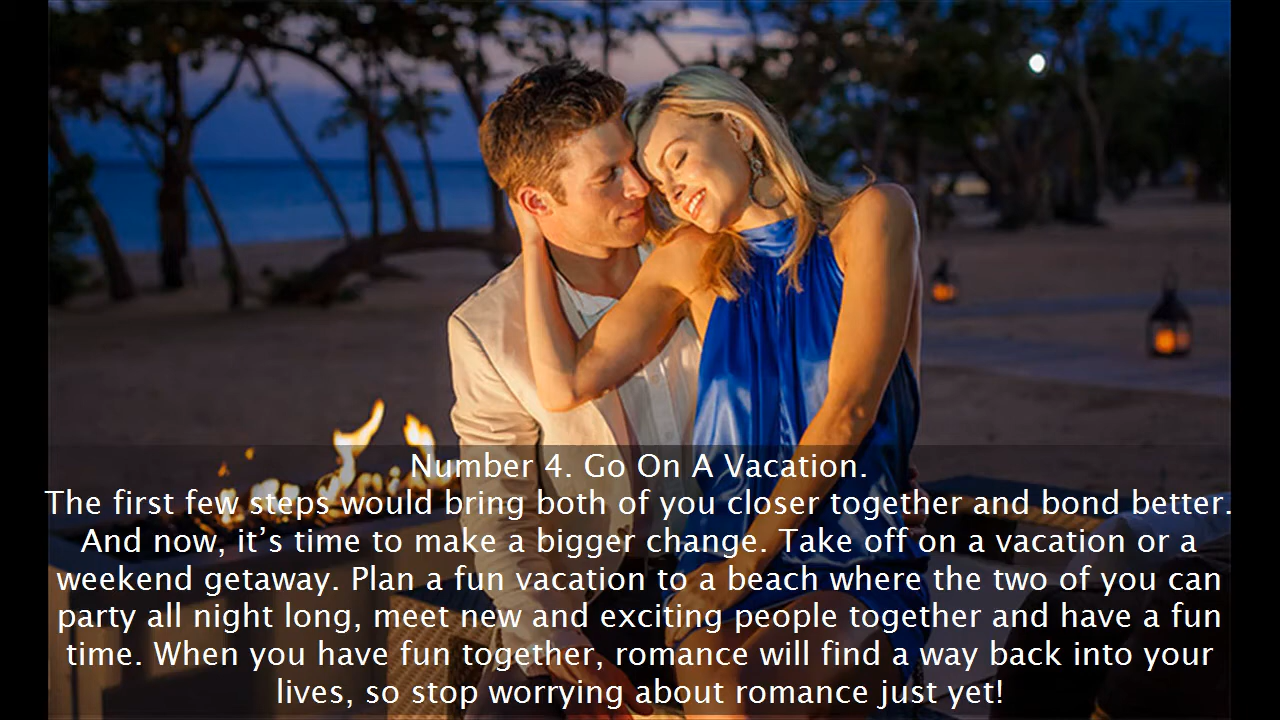 Number 4. Go On A Vacation.
The first few steps would bring both of you closer together and bond better.
And now, it’s time to make a bigger change. Take off on a vacation or a
weekend getaway. Plan a fun vacation to a beach where the two of you can
party all night long, meet new and exciting people together and have a fun
time. When you have fun together, romance will find a way back into your
lives, so stop worrying about romance just yet!